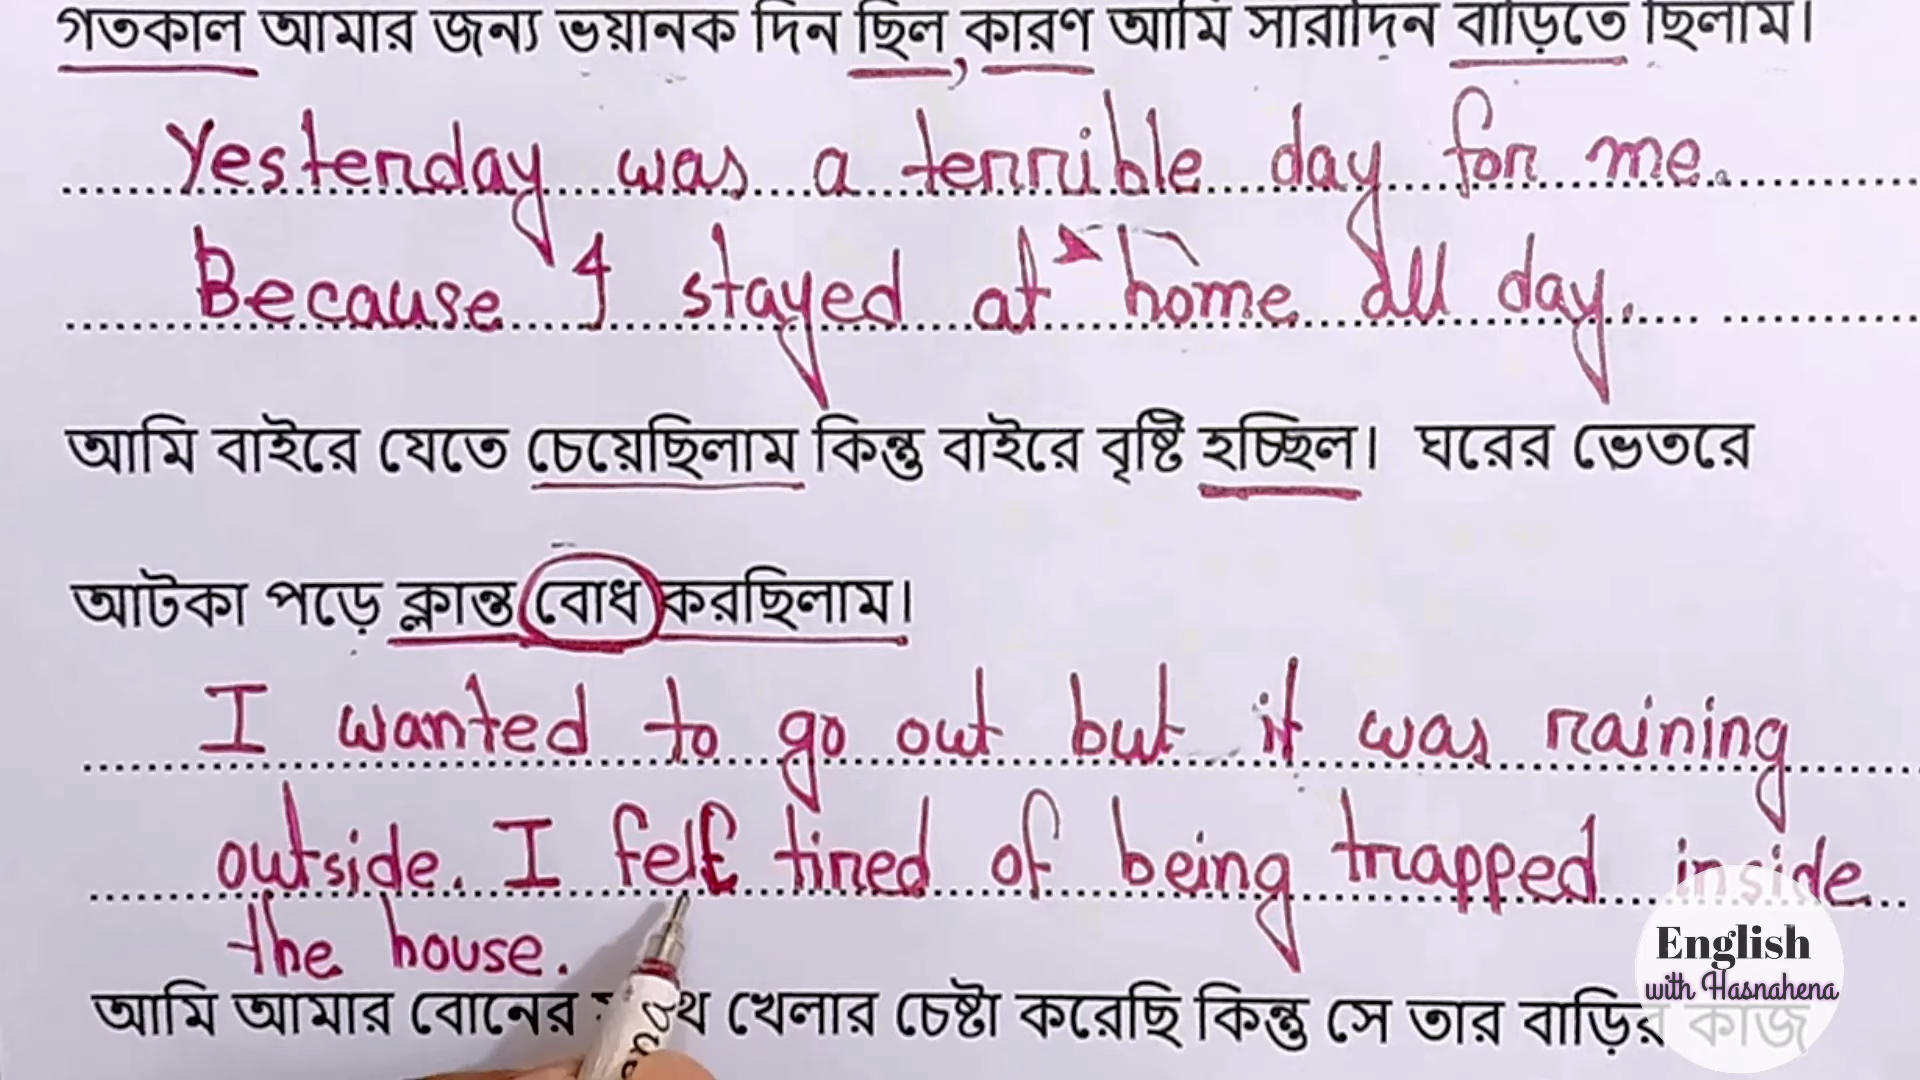 গতকাল আমার জন্য ভয়ানক দিন ছিল, কারণ আমি সারাদিন বাড়িতে ছিলাম।
Yesterday was a terrible day for me.
Because I stayed at home all day.
আমি বাইরে যেতে চেয়েছিলাম কিন্তু বাইরে বৃষ্টি হচ্ছিল। ঘরের ভেতরে
আটকা পড়ে ক্লান্ত বোধ করছিলাম।
I wanted to go out but it was raining
outside. I felt tired of being trapped inside
the house.
আমি আমার বোনের খেলার চেষ্টা করেছি কিন্তু সে তার বাড়ির কাজ
English
with Hasnahena